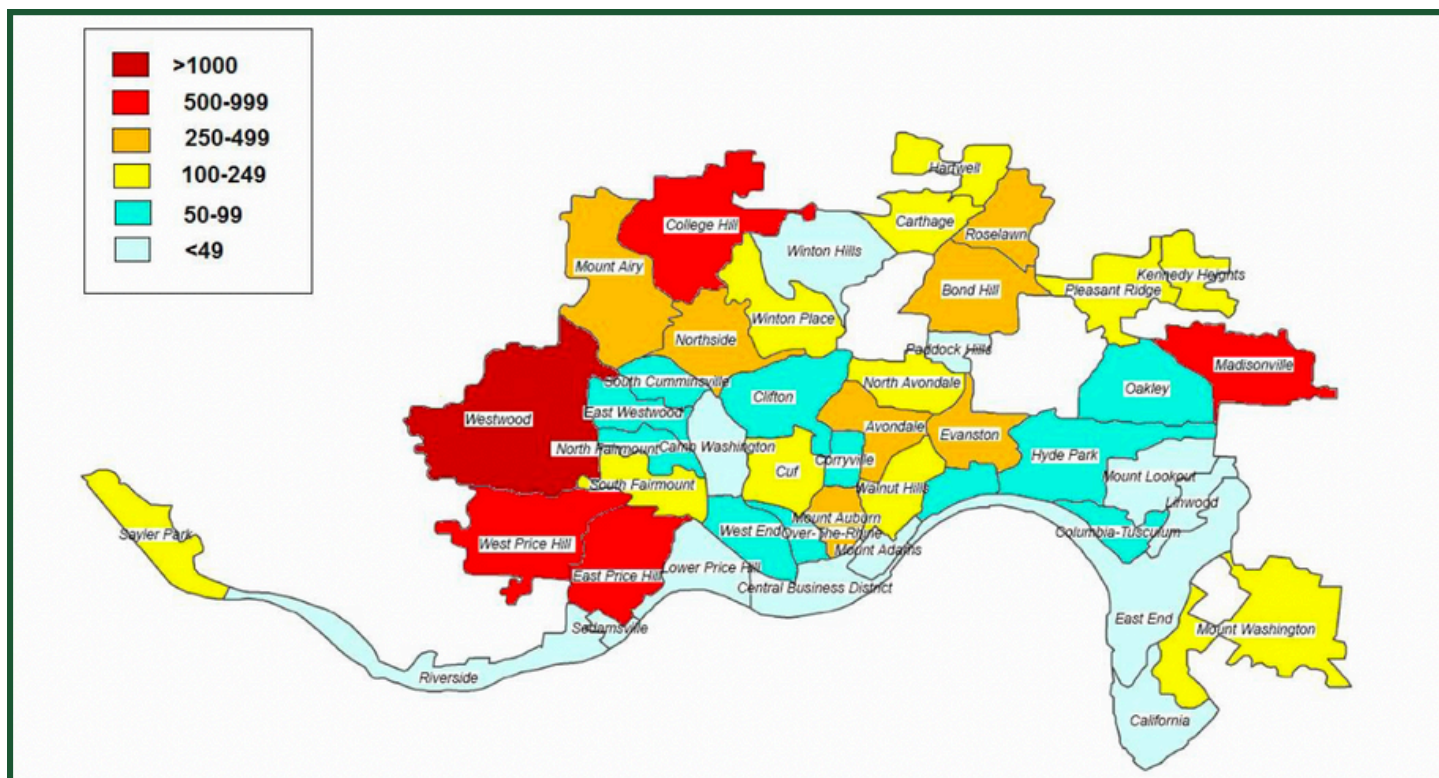 >1000
500-999
250-499
100-249
50-99
<49
Hartwell
Carthage
College Hill
Roselawn
Winton Hills
Mount Airy
Kennedy Heights
Bond Hill
Pleasant Ridge
Winton Place
Northside
Paddock Hills
Madisonville
South Cumminsville
North Avondale
Oakley
Clifton
East Westwood
Westwood
Avondale
Evanston
North Fairmount
Camp Washington
Hyde Park
Corryville
Cuf
Mount Lookout
South Fairmount
Walnut Hills
Linwood
Mount Auburn
West End
Over-The-Rhine
Columbia-Tusculum
Sayler Park
West Price Hill
Mount Adams
Lower Price Hill
East Price Hill
Central Business District
East End
Sedamsville
Mount Washington
Riverside
California